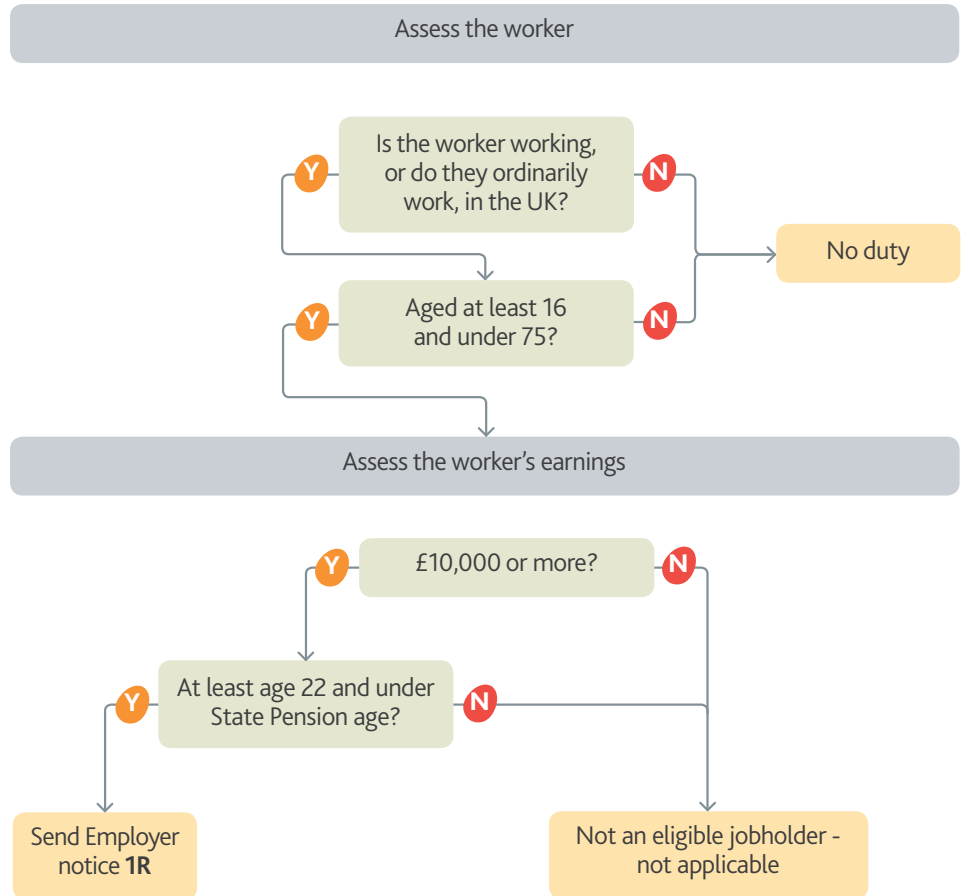 Assess the worker
Is the worker working,
or do they ordinarily
work, in the UK?
Y
N
No duty
Aged at least 16
and under 75?
Y
N
Assess the worker’s earnings
£10,000 or more?
Y
N
At least age 22 and under
State Pension age?
Y
N
Send Employer
notice 1R
Not an eligible jobholder -
not applicable